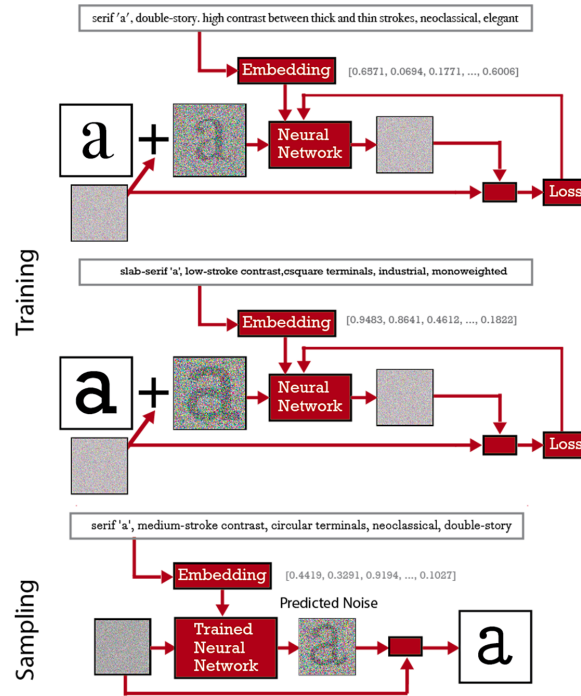 serif 'a', double-story. high contrast between thick and thin strokes, neoclassical, elegant
Embedding [0.6571, 0.0694, 0.1771, ..., 0.6006]
a + a
Neural
Network
Loss
Training
slab-serif 'a', low-stroke contrast,csquare terminals, industrial, monoweighted
Embedding [0.9483, 0.8641, 0.4612, ..., 0.1822]
a + a
Neural
Network
Loss
Sampling
serif 'a', medium-stroke contrast, circular terminals, neoclassical, double-story
Embedding [0.4419, 0.3291, 0.9194, ..., 0.1027]
Predicted Noise
Trained
Neural
Network
a a